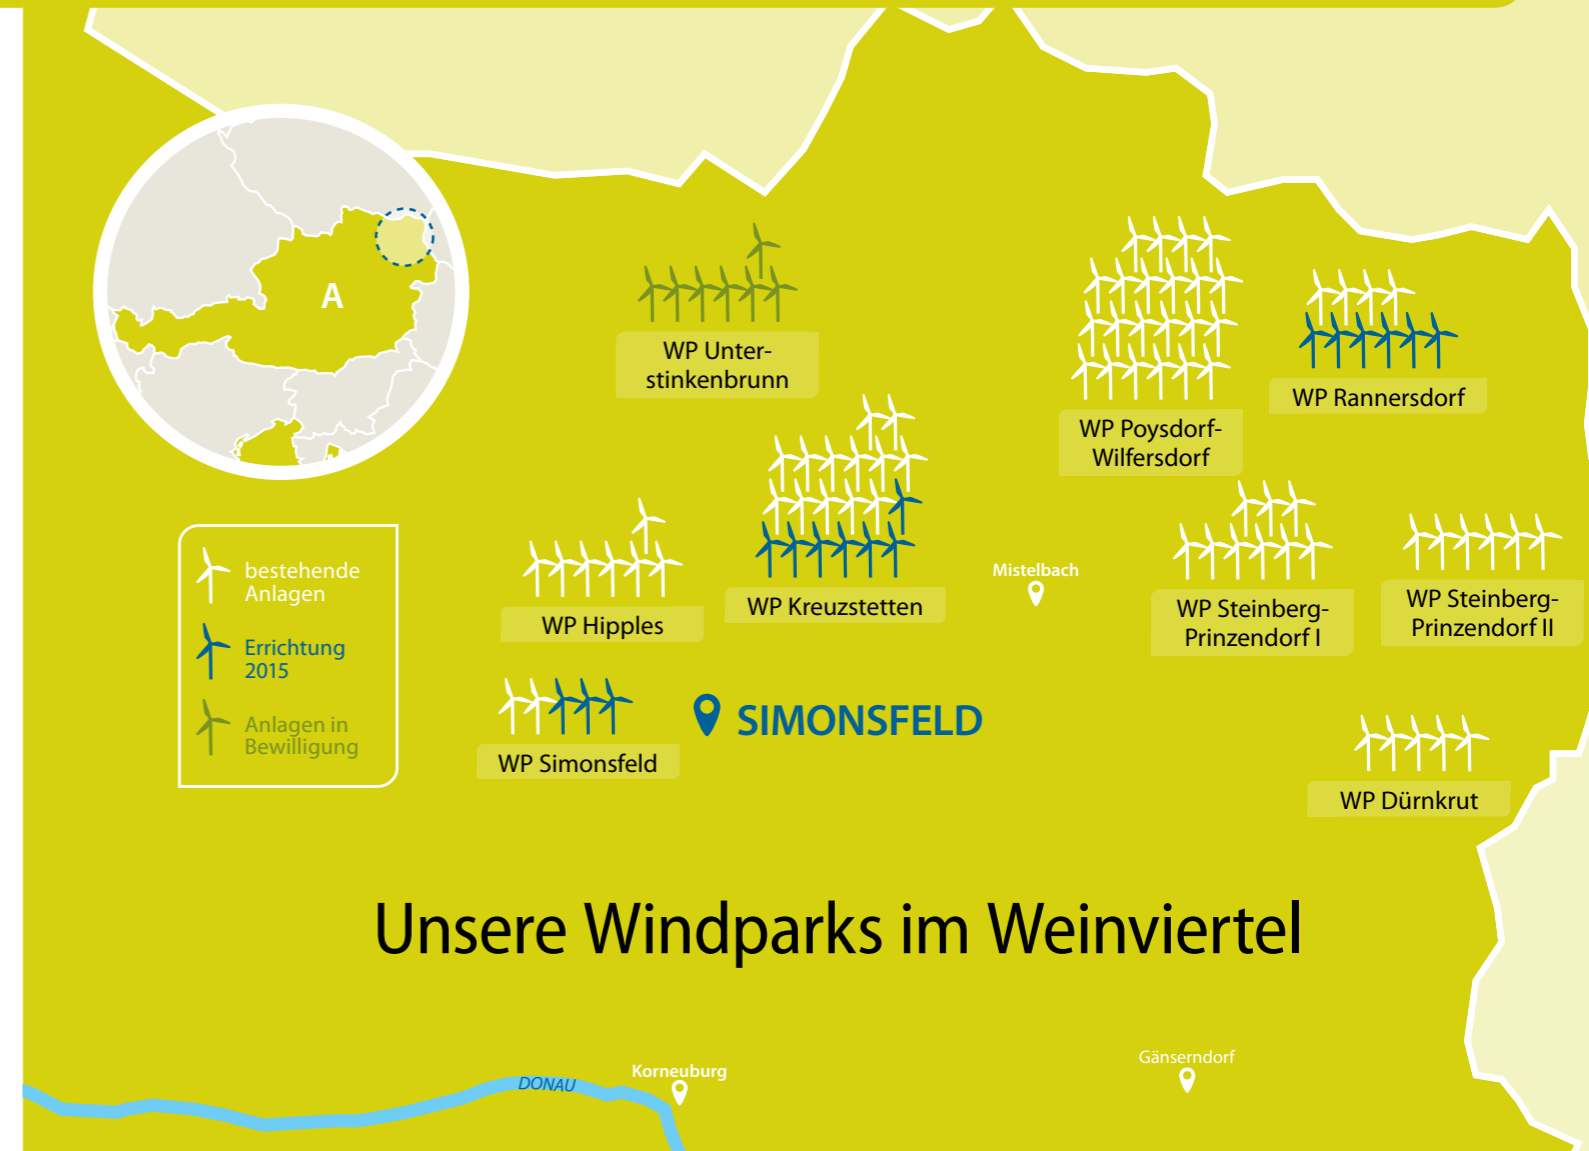 A
WP Unter-
stinkenbrunn
WP Poysdorf-
Wilfersdorf
WP Rannersdorf
bestehende
Anlagen
Errichtung
2015
Anlagen in
Bewilligung
WP Hipples
WP Kreuzstetten
Mistelbach
WP Steinberg-
Prinzendorf I
WP Steinberg-
Prinzendorf II
WP Simonsfeld
SIMONSFELD
WP Dürnkrut
Unsere Windparks im Weinviertel
DONAU
Korneuburg
Gänserndorf